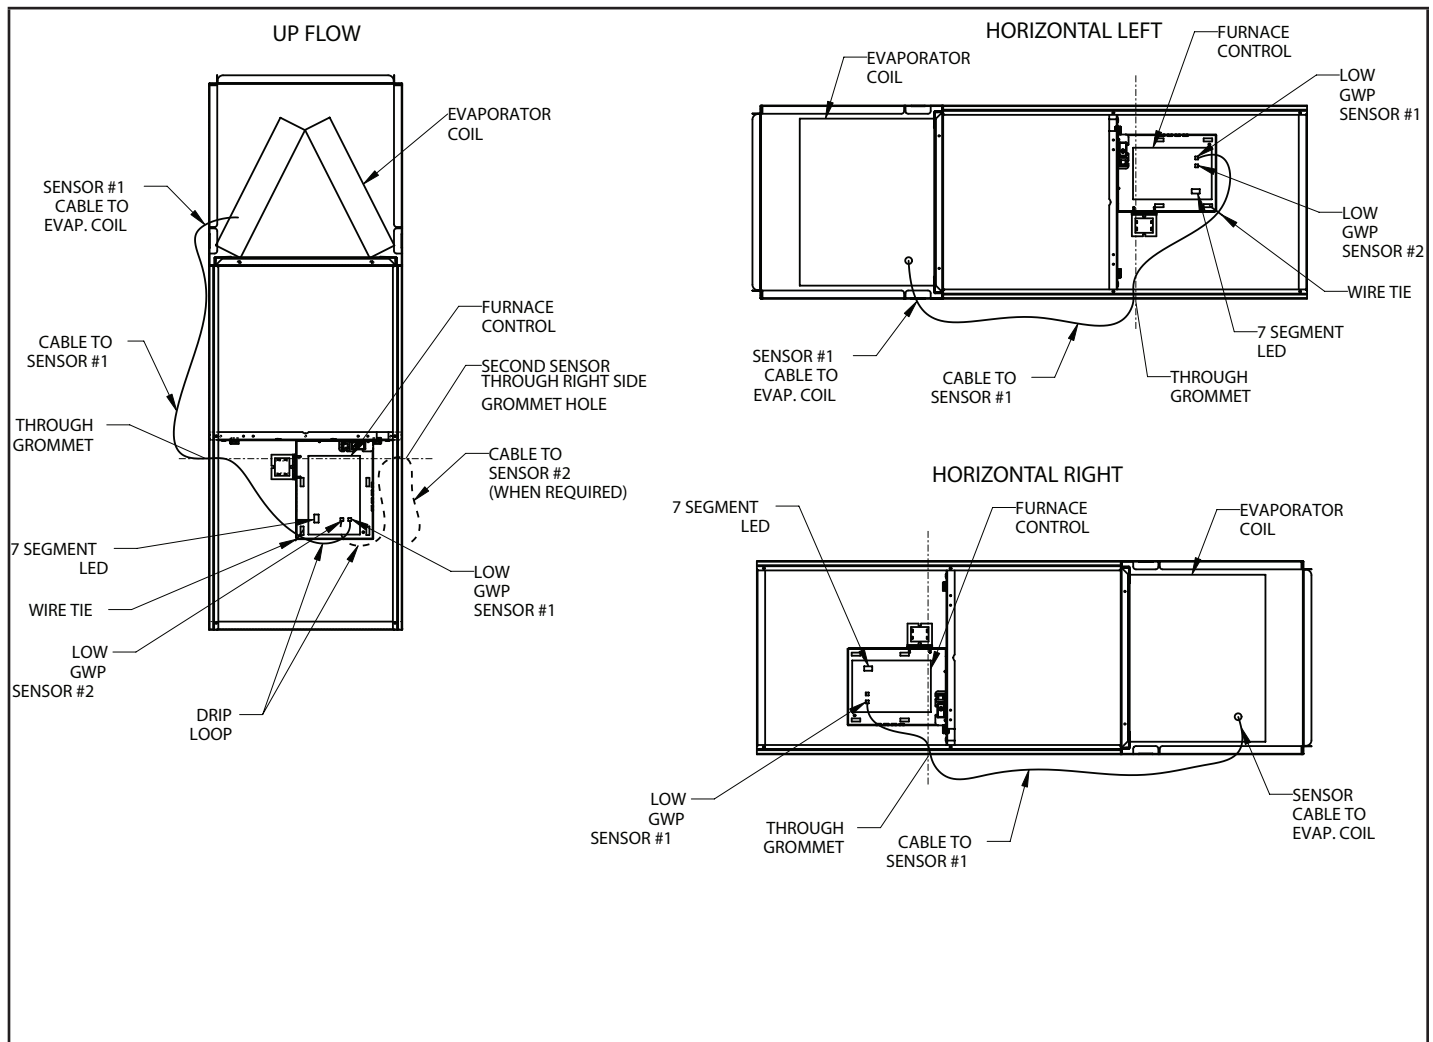 UP FLOW
EVAPORATOR
COIL
SENSOR #1
CABLE TO
EVAP. COIL
FURNACE
CONTROL
CABLE TO
SENSOR #1
SECOND SENSOR
THROUGH RIGHT SIDE
GROMMET HOLE
THROUGH
GROMMET
CABLE TO
SENSOR #2
(WHEN REQUIRED)
7 SEGMENT
LED
LOW
GWP
SENSOR #1
WIRE TIE
LOW
GWP
SENSOR #2
DRIP
LOOP
HORIZONTAL LEFT
FURNACE
CONTROL
EVAPORATOR
COIL
LOW
GWP
SENSOR #1
LOW
GWP
SENSOR #2
WIRE TIE
7 SEGMENT
LED
SENSOR #1
CABLE TO
EVAP. COIL
CABLE TO
SENSOR #1
THROUGH
GROMMET
HORIZONTAL RIGHT
7 SEGMENT
LED
FURNACE
CONTROL
EVAPORATOR
COIL
LOW
GWP
SENSOR #1
THROUGH
GROMMET
CABLE TO
SENSOR #1
SENSOR
CABLE TO
EVAP. COIL